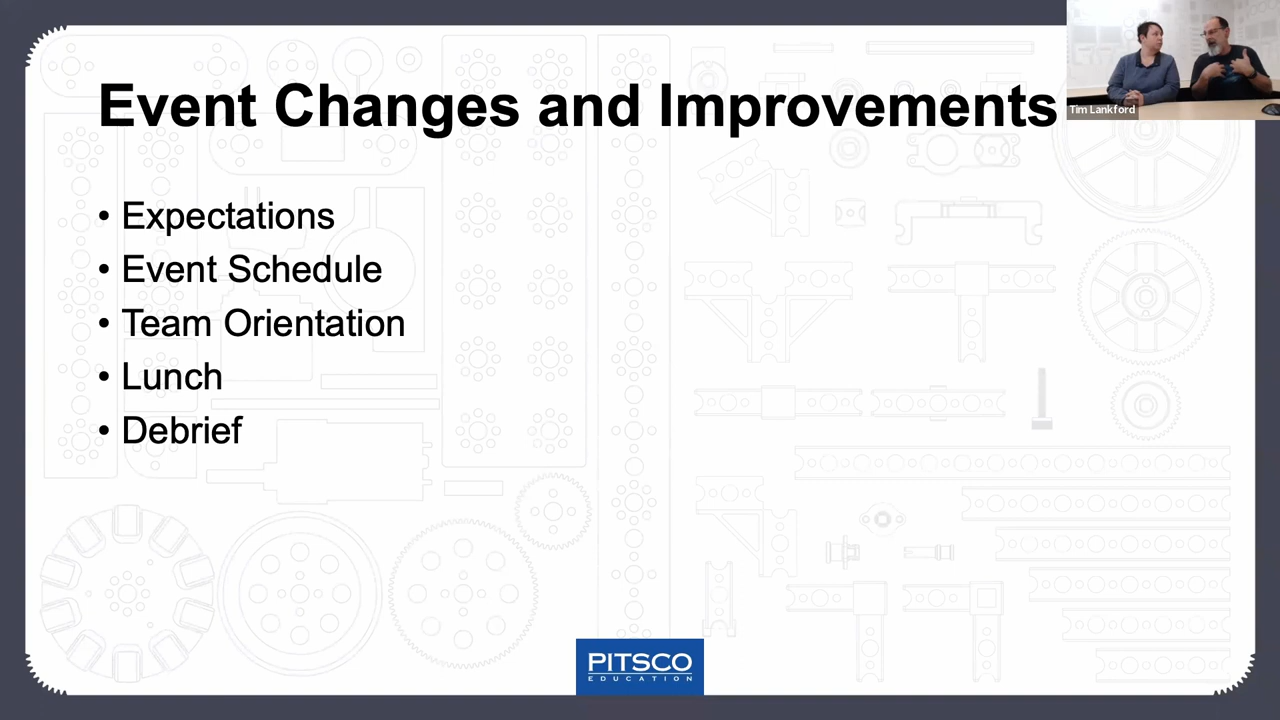 Event Changes and Improvements
Tim Lankford
• Expectations
• Event Schedule
• Team Orientation
• Lunch
• Debrief
PITSCO
EDUCATION